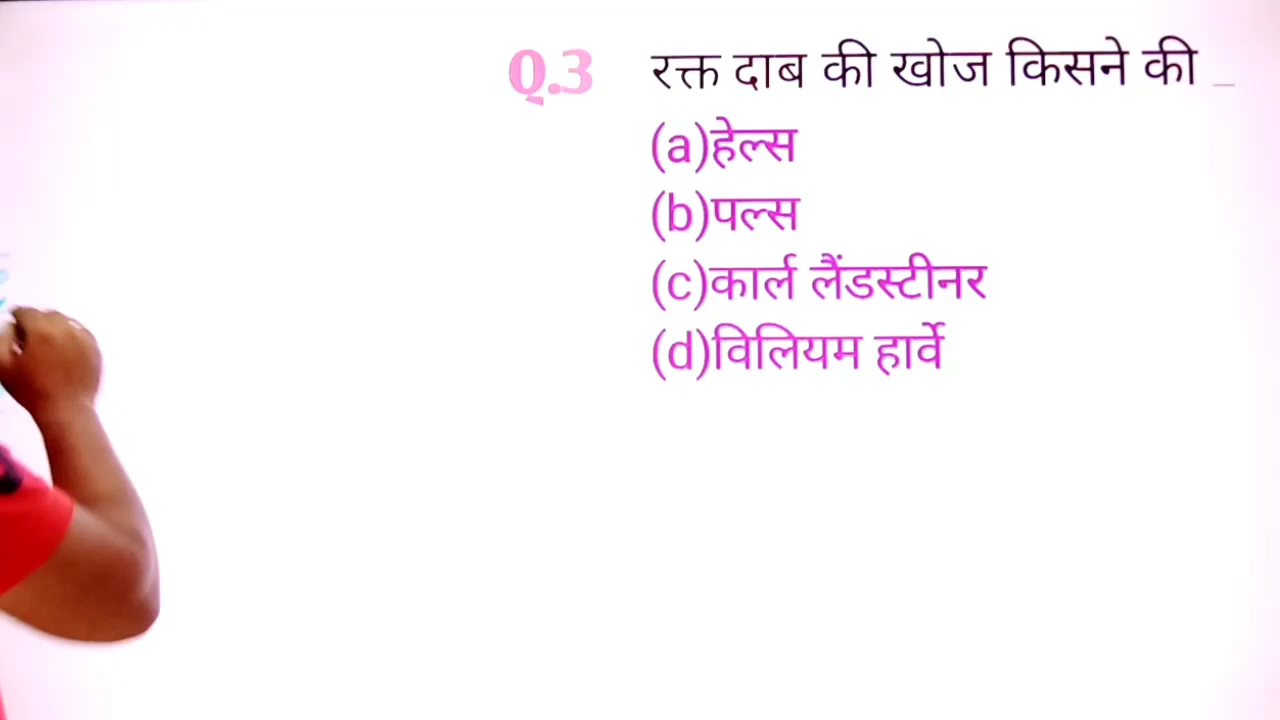 Q.3 रक्त दाब की खोज किसने की _
(a)हेल्स
(b)पल्स
(c)कार्ल लैंडस्टीनर
(d)विलियम हार्वे